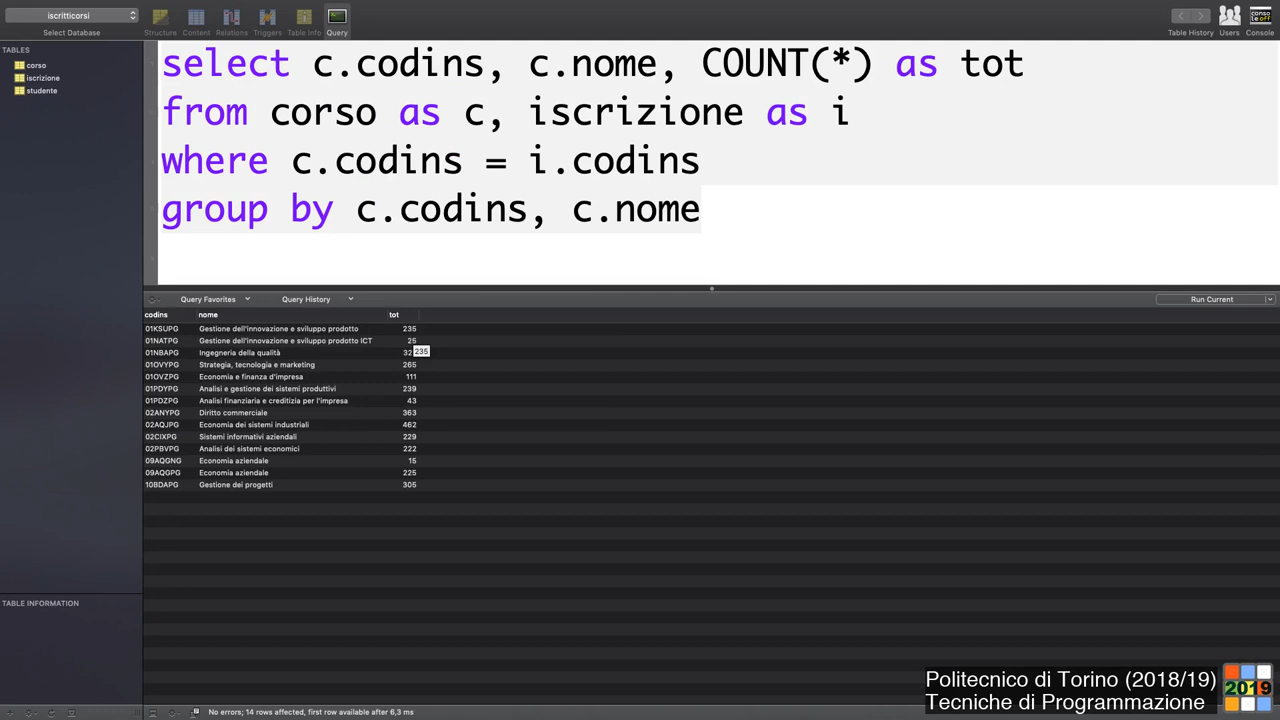 iscritticorsi
Select Database
Structure
Content
Relations
Triggers
Table Info
Query
Table History
Users
conso
le off
Console
TABLES
corso
iscrizione
studente
select c.codins, c.nome, COUNT(*) as tot
from corso as c, iscrizione as i
where c.codins = i.codins
group by c.codins, c.nome
Query Favorites
Query History
Run Current
codins nome tot
01KSUPG Gestione dell'innovazione e sviluppo prodotto 235
01NATPG Gestione dell'innovazione e sviluppo prodotto ICT 25
01NBAPG Ingegneria della qualità 32
235
01OVYPG Strategia, tecnologia e marketing 265
01OVZPG Economia e finanza d'impresa 111
01PDYPG Analisi e gestione dei sistemi produttivi 239
01PDZPG Analisi finanziaria e creditizia per l'impresa 43
02ANYPG Diritto commerciale 363
02AQJPG Economia dei sistemi industriali 462
02CIXPG Sistemi informativi aziendali 229
02PBVPG Analisi dei sistemi economici 222
09AQGNG Economia aziendale 15
09AQGPG Economia aziendale 225
10BDAPG Gestione dei progetti 305
TABLE INFORMATION
No errors; 14 rows affected, first row available after 6,3 ms
Politecnico di Torino (2018/19)
Tecniche di Programmazione
2019